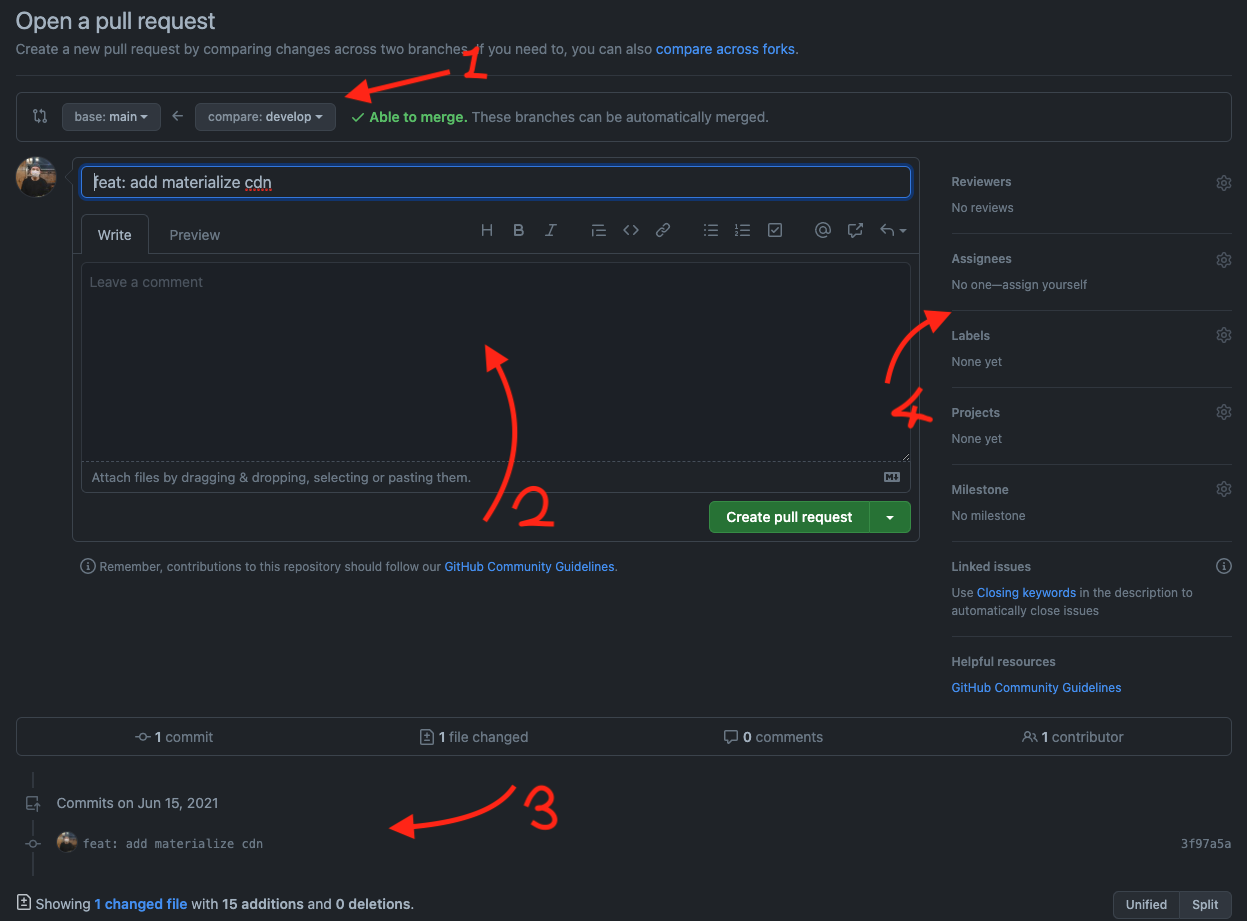 Open a pull request
Create a new pull request by comparing changes across two branches. If you need to, you can also compare across forks.
1
base: main
compare: develop
Able to merge. These branches can be automatically merged.
feat: add materialize cdn
Write
Preview
Leave a comment
Attach files by dragging & dropping, selecting or pasting them.
2
Create pull request
Remember, contributions to this repository should follow our GitHub Community Guidelines.
Reviewers
No reviews
Assignees
No one—assign yourself
4
Labels
None yet
Projects
None yet
Milestone
No milestone
Linked issues
Use Closing keywords in the description to
automatically close issues
Helpful resources
GitHub Community Guidelines
1 commit
1 file changed
0 comments
1 contributor
3
Commits on Jun 15, 2021
feat: add materialize cdn
3f97a5a
Showing 1 changed file with 15 additions and 0 deletions.
Unified
Split